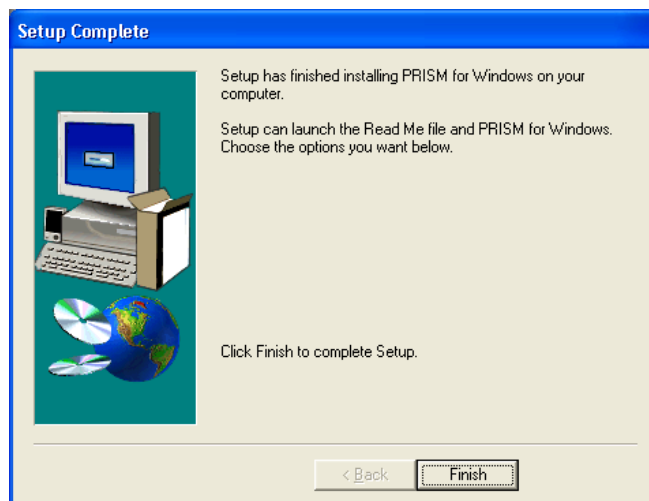 Setup Complete
Setup has finished installing PRISM for Windows on your
computer.
Setup can launch the Read Me file and PRISM for Windows.
Choose the options you want below.
Click Finish to complete Setup.
< Back
Finish